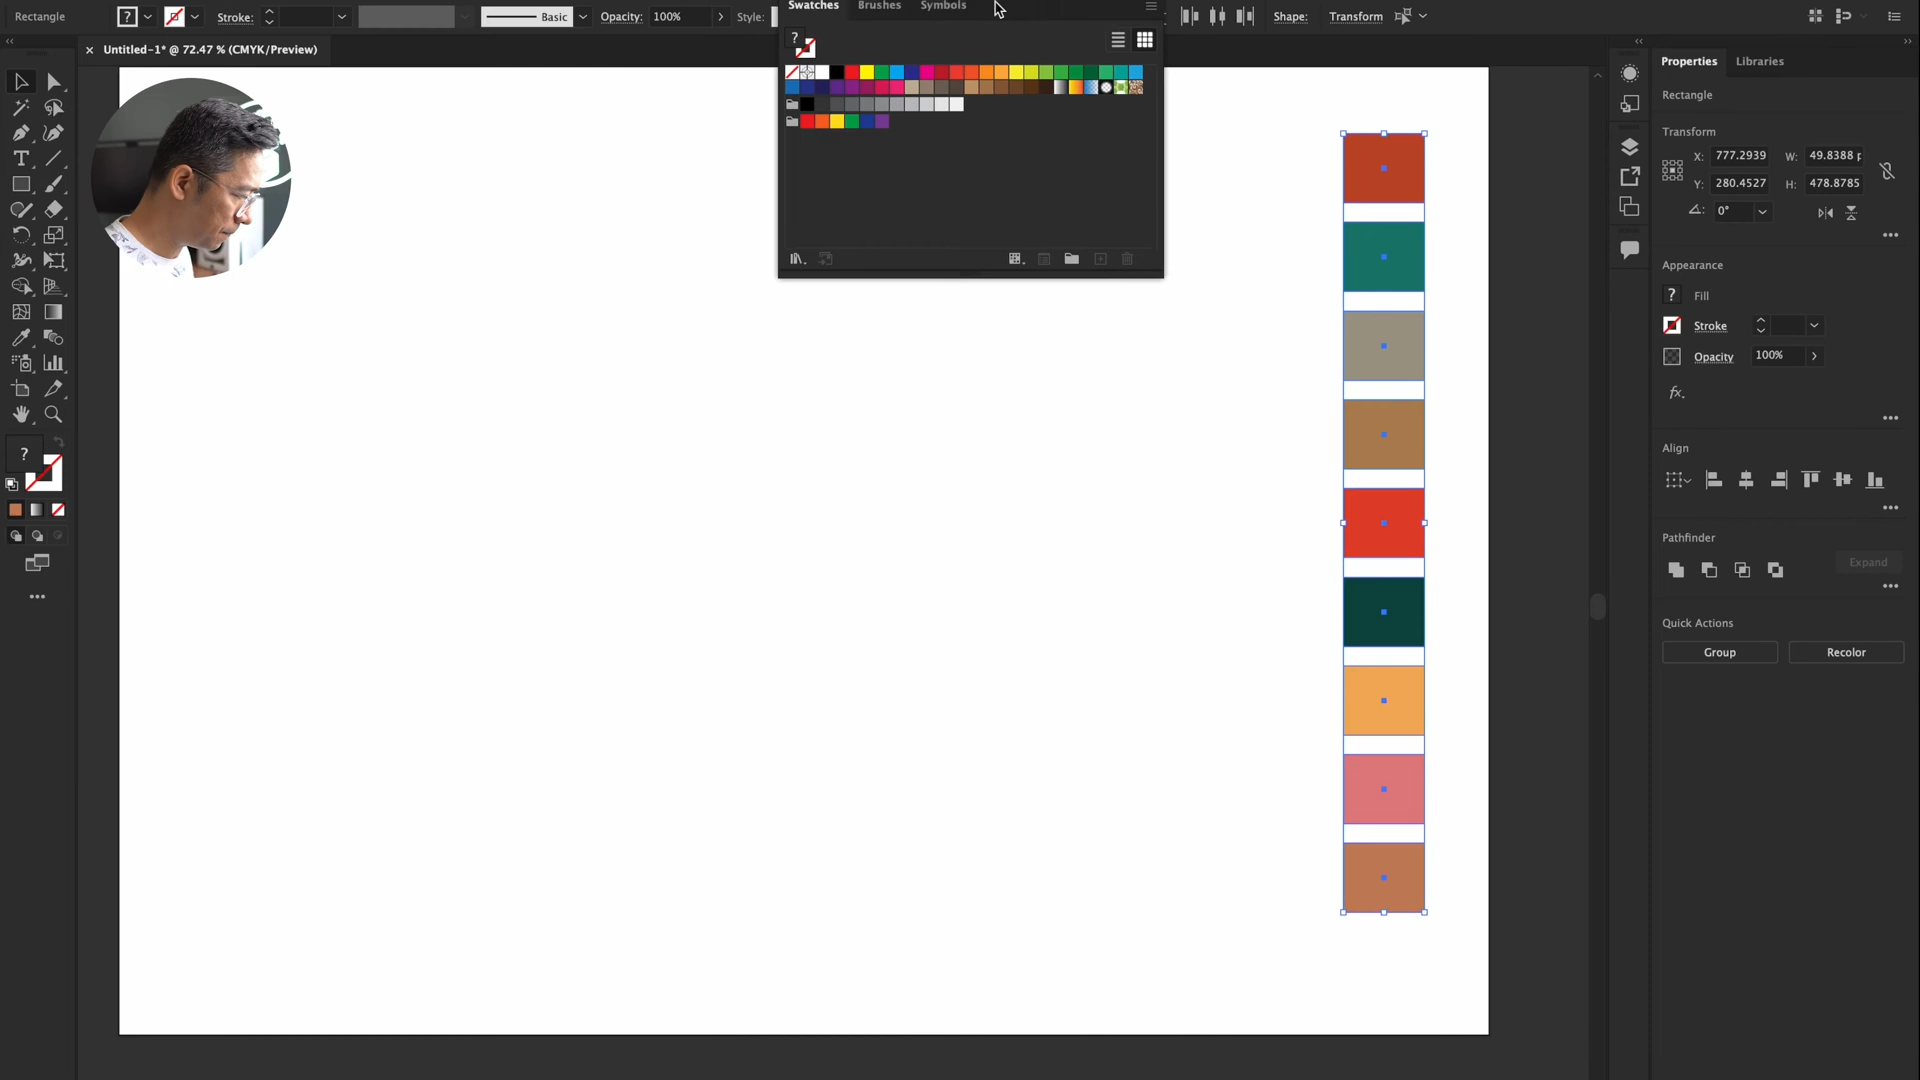 Rectangle
Stroke:
Basic
Opacity:
100%
Style:
Swatches
Brushes
Symbols
Shape:
Transform
× Untitled-1* @ 72.47 % (CMYK/Preview)
Properties
Libraries
Rectangle
Transform
X: 777.2939
W: 49.8388 p
Y: 280.4527
H: 478.8785
0°
Appearance
? Fill
Stroke
Opacity
100%
fx.
Align
Pathfinder
Expand
Quick Actions
Group
Recolor